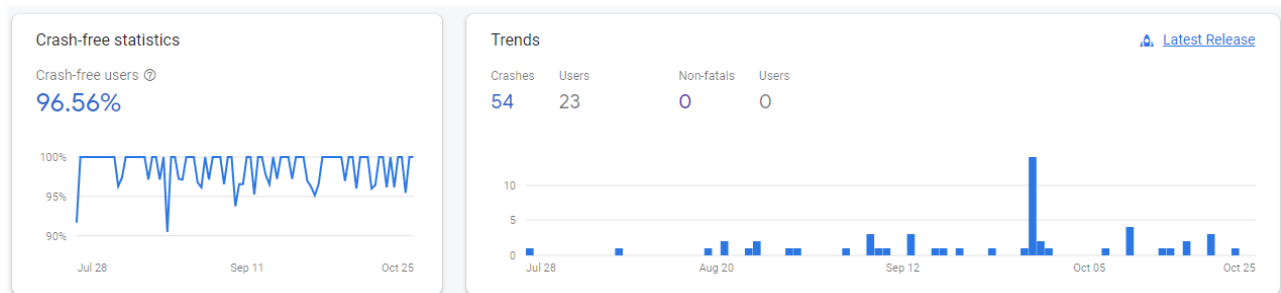 Crash-free statistics
Crash-free users
96.56%
100%
95%
90%
Jul 28 Sep 11 Oct 25
Trends
Latest Release
Crashes Users Non-fatals Users
54 23 0 0
10
5
0
Jul 28 Aug 20 Sep 12 Oct 05 Oct 25